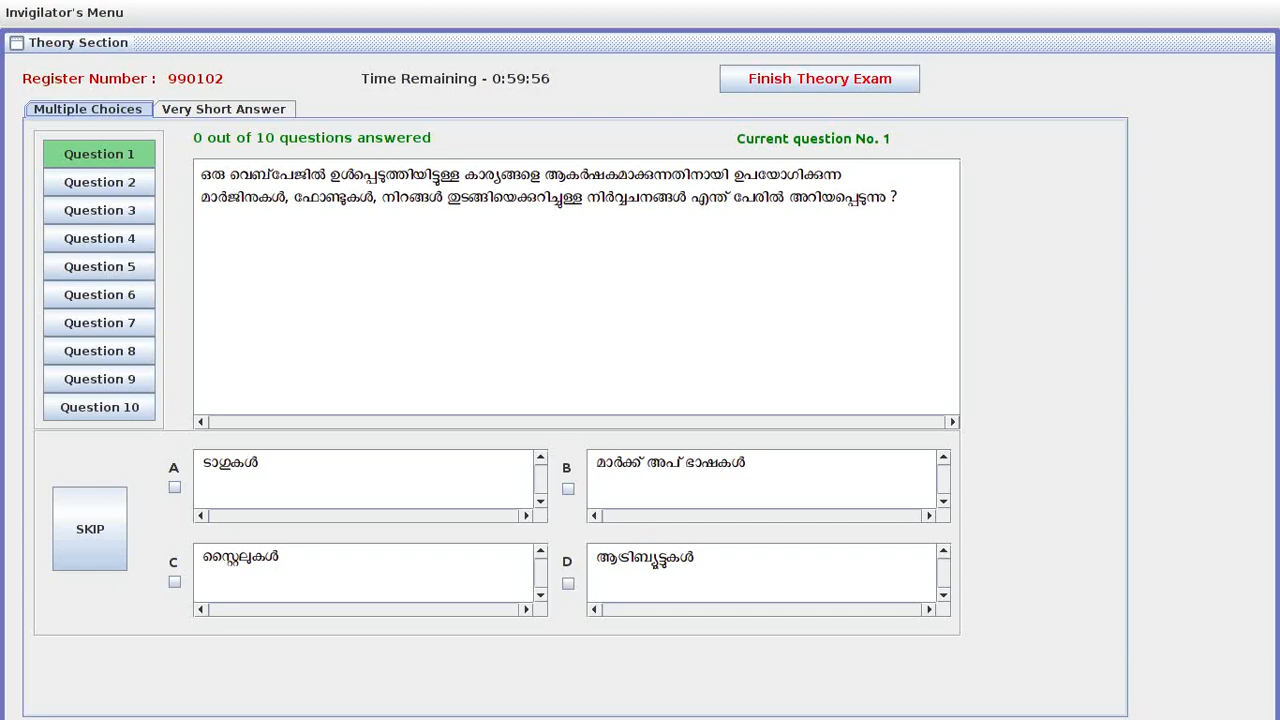 Invigilator's Menu
Theory Section
Register Number : 990102
Time Remaining - 0:59:56
Finish Theory Exam
Multiple Choices
Very Short Answer
0 out of 10 questions answered
Current question No. 1
Question 1
Question 2
Question 3
Question 4
Question 5
Question 6
Question 7
Question 8
Question 9
Question 10
ഒരു വെബ്പേജിൽ ഉൾപ്പെടുത്തിയിട്ടുള്ള കാര്യങ്ങളെ ആകർഷകമാക്കുന്നതിനായി ഉപയോഗിക്കുന്ന
മാർജിനുകൾ, ഫോണ്ടുകൾ, നിറങ്ങൾ തുടങ്ങിയെക്കുറിച്ചുള്ള നിർവ്വചനങ്ങൾ എന്ത് പേരിൽ അറിയപ്പെടുന്നു ?
SKIP
A
ടാഗുകൾ
B
മാർക്ക് അപ് ഭാഷകൾ
C
സ്റ്റൈലുകൾ
D
ആട്രിബ്യൂട്ടുകൾ